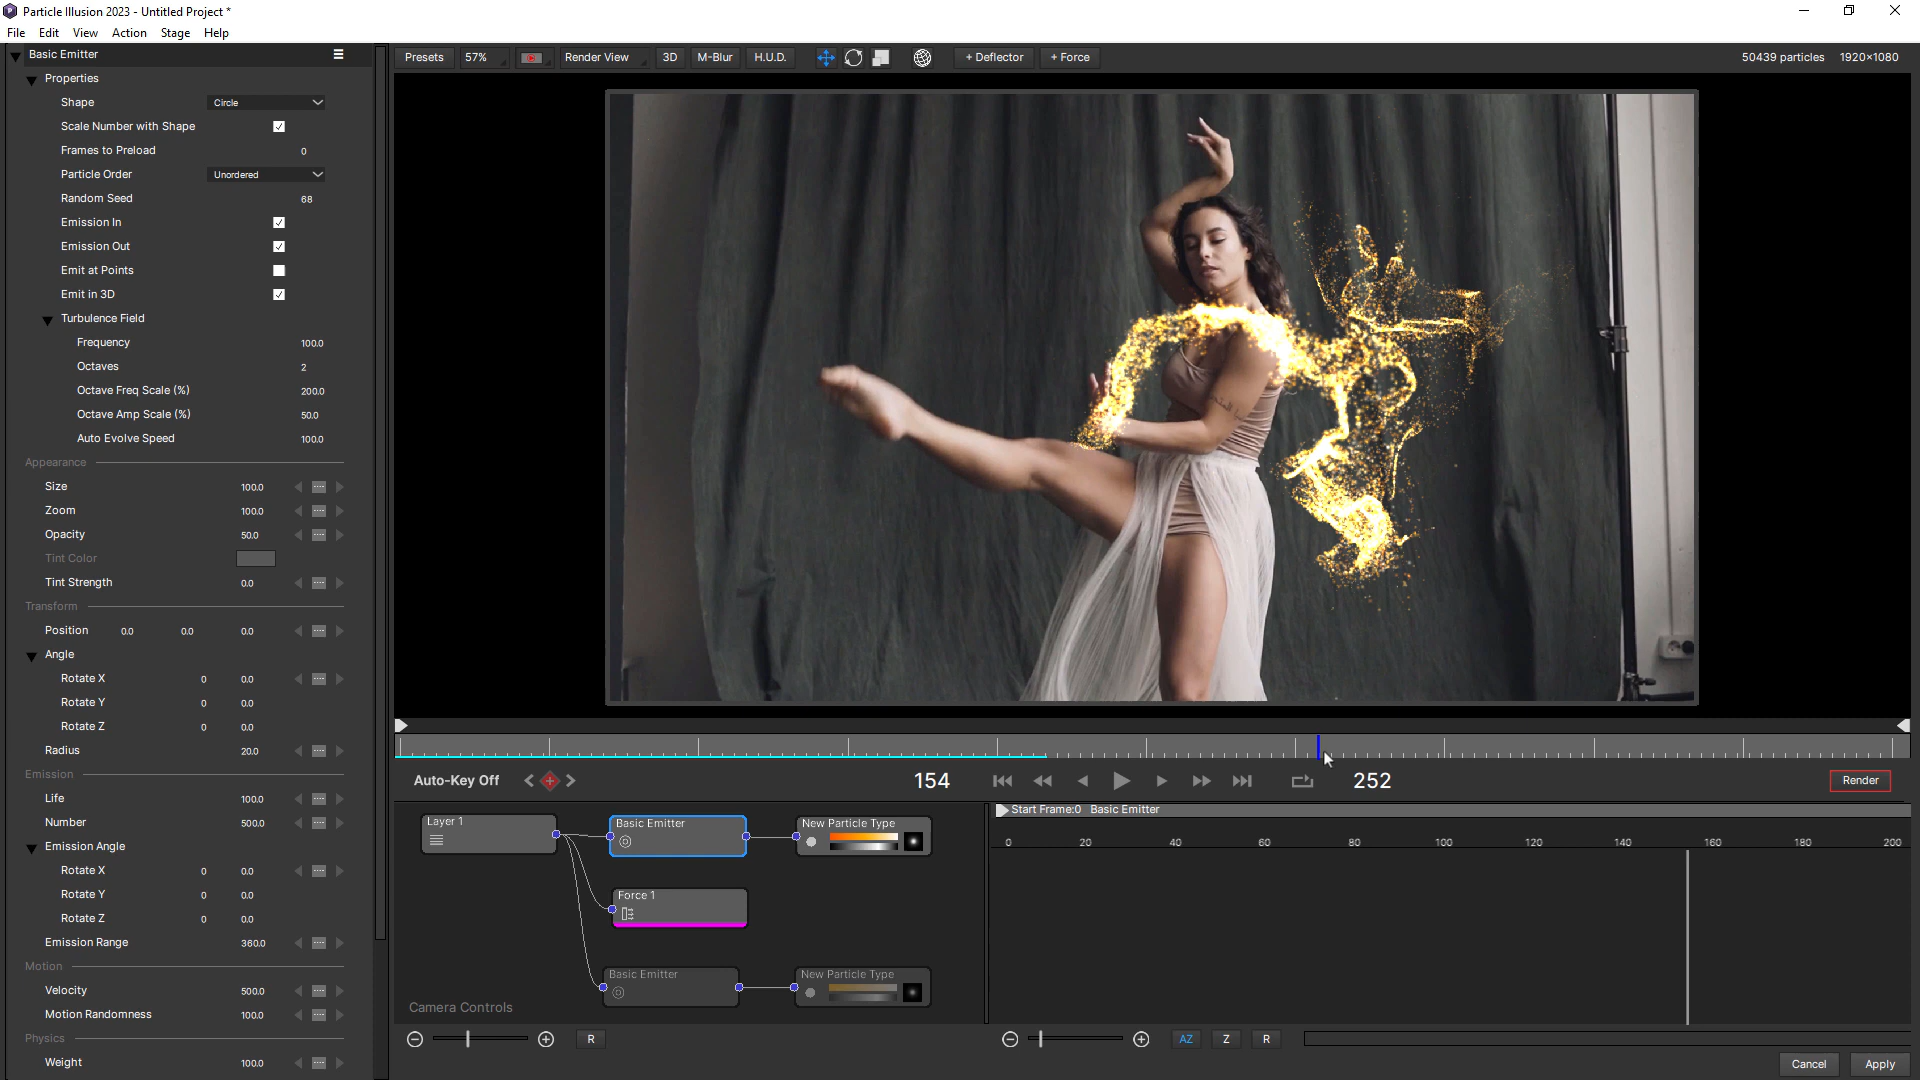 Particle Illusion 2023 - Untitled Project *
File Edit View Action Stage Help
Basic Emitter
Properties
Shape Circle
Scale Number with Shape
Frames to Preload 0
Particle Order Unordered
Random Seed 68
Emission In
Emission Out
Emit at Points
Emit in 3D
Turbulence Field
Frequency 100.0
Octaves 2
Octave Freq Scale (%) 200.0
Octave Amp Scale (%) 50.0
Auto Evolve Speed 100.0
Appearance
Size 100.0
Zoom 100.0
Opacity 50.0
Tint Color
Tint Strength 0.0
Transform
Position 0.0 0.0 0.0
Angle
Rotate X 0 0.0
Rotate Y 0 0.0
Rotate Z 0 0.0
Radius 20.0
Emission
Life 100.0
Number 500.0
Emission Angle
Rotate X 0 0.0
Rotate Y 0 0.0
Rotate Z 0 0.0
Emission Range 360.0
Motion
Velocity 500.0
Motion Randomness 100.0
Physics
Weight 100.0
Presets 57% Render View 3D M-Blur H.U.D. + Deflector + Force 50439 particles 1920×1080
Auto-Key Off 154 252 Render
Layer 1
Basic Emitter
New Particle Type
Force 1
Basic Emitter
New Particle Type
Camera Controls
R
Start Frame:0 Basic Emitter
0 20 40 60 80 100 120 140 160 180 200
AZ Z R
Cancel Apply